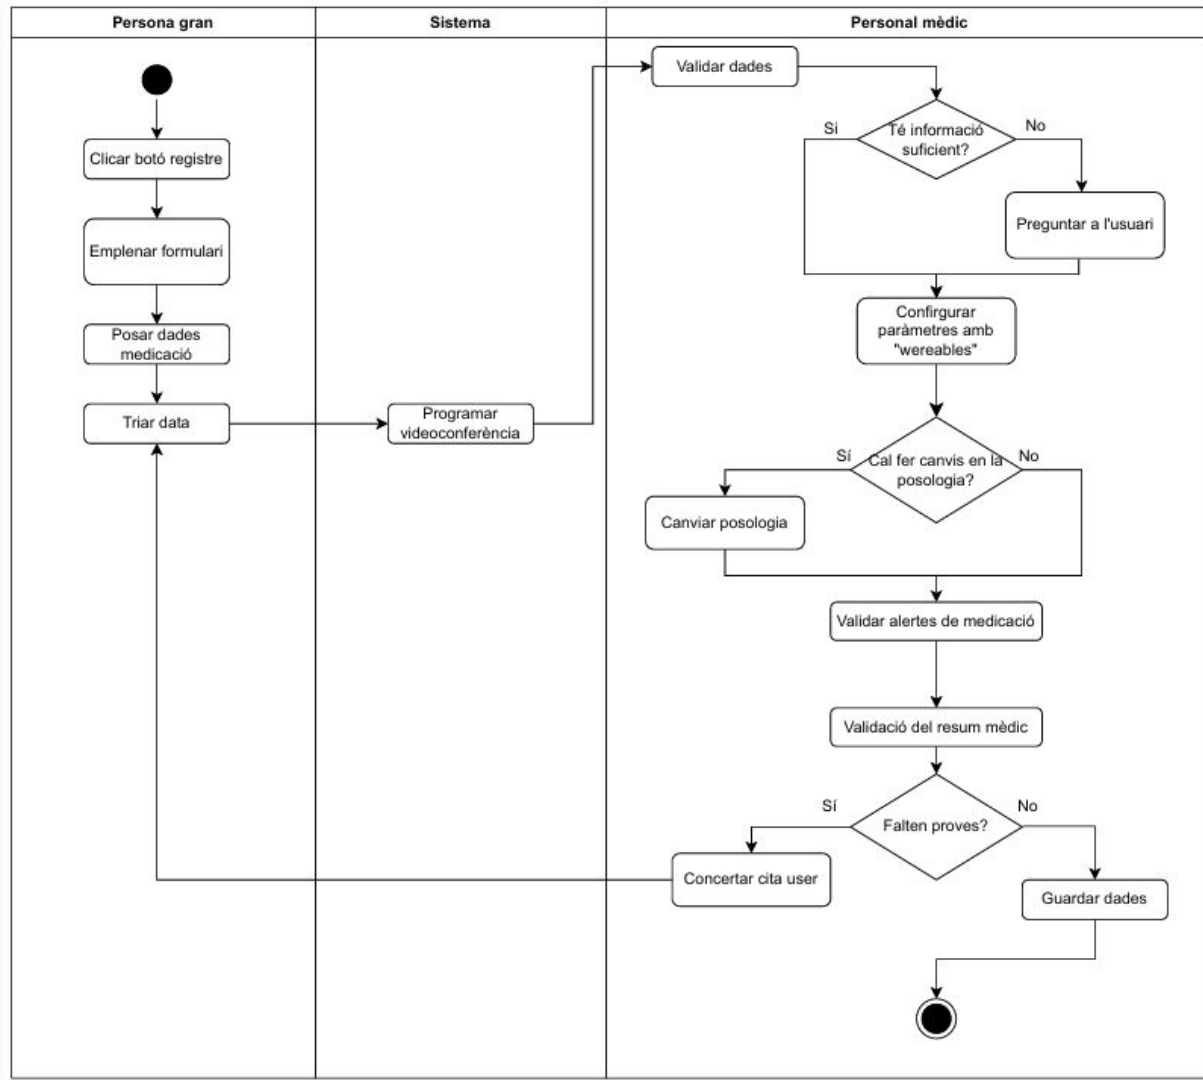 Persona gran
Sistema
Personal mèdic
Clicar botó registre
Emplenar formulari
Posar dades
medicació
Triar data
Programar
videoconferència
Validar dades
Té informació
suficient?
Si
No
Preguntar a l'usuari
Confirgurar
paràmetres amb
"wereables"
Cal fer canvis en la
posologia?
Sí
No
Canviar posologia
Validar alertes de medicació
Validació del resum mèdic
Falten proves?
Sí
No
Concertar cita user
Guardar dades